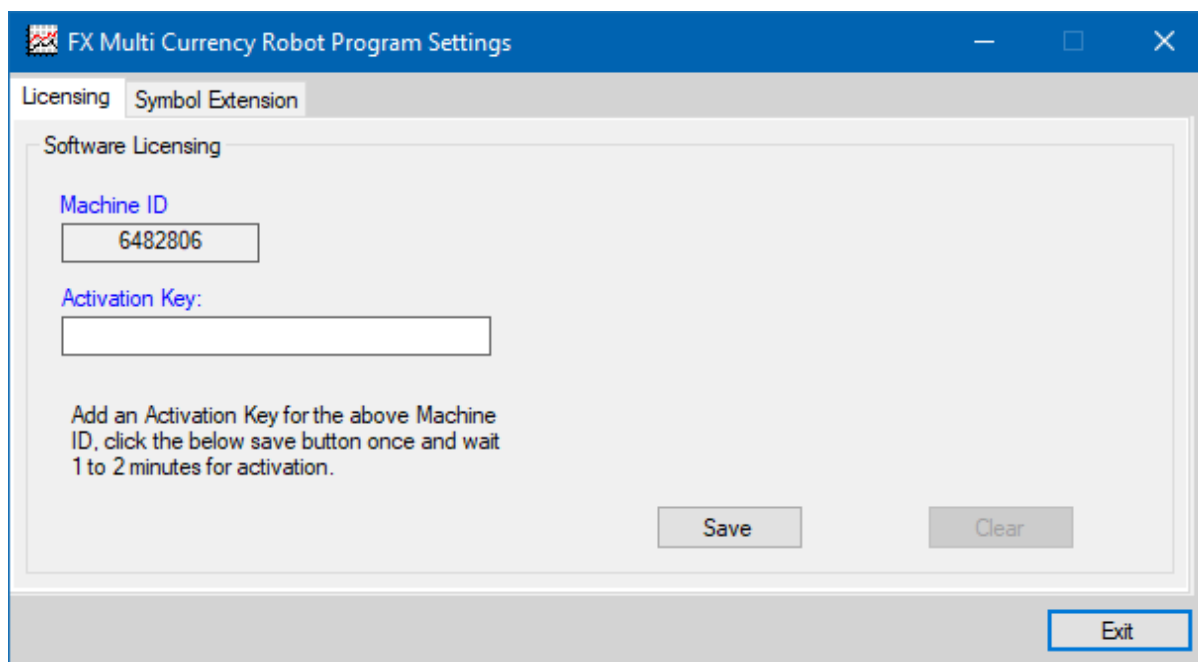 FX Multi Currency Robot Program Settings
Licensing
Symbol Extension
Software Licensing
Machine ID
6482806
Activation Key:
Add an Activation Key for the above Machine
ID, click the below save button once and wait
1 to 2 minutes for activation.
Save
Clear
Exit